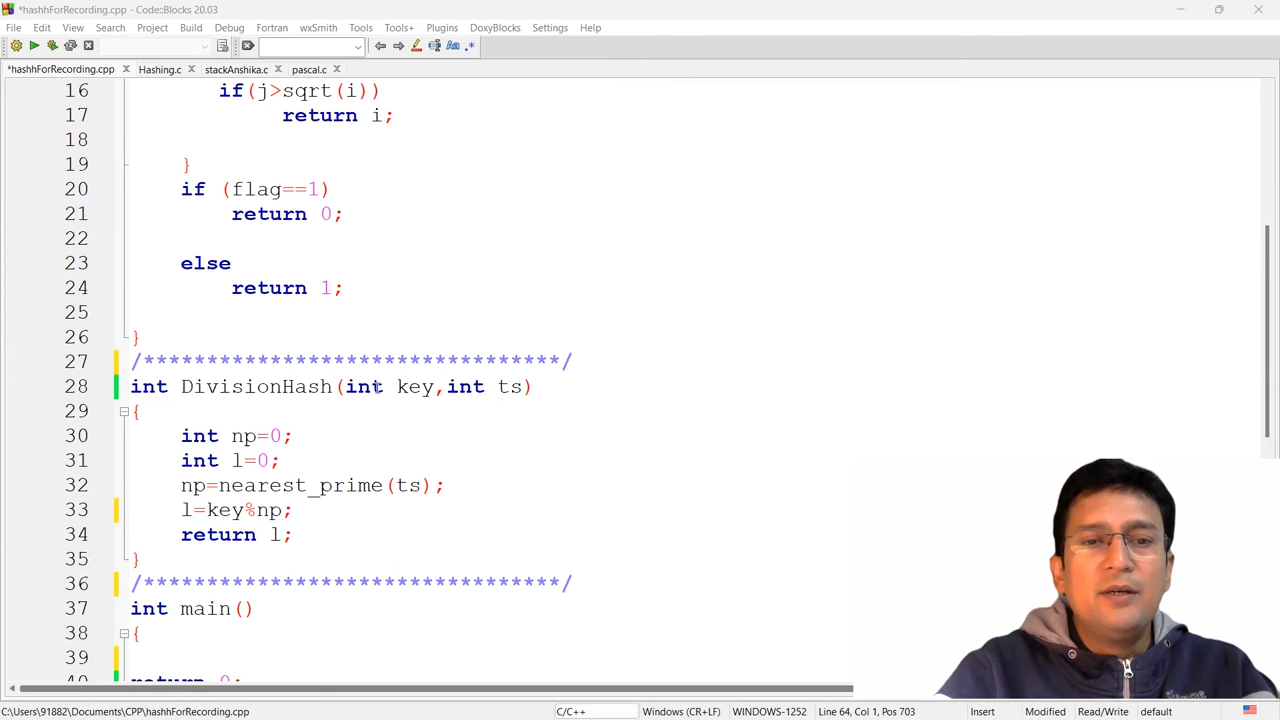 *hashhForRecording.cpp - Code::Blocks 20.03
File Edit View Search Project Build Debug Fortran wxSmith Tools Tools+ Plugins DoxyBlocks Settings Help
*hashhForRecording.cpp Hashing.c stackAnshika.c pascal.c
16 if(j>sqrt(i))
17 return i;
18
19 }
20 if (flag==1)
21 return 0;
22
23 else
24 return 1;
25
26 }
27 /*********************************/
28 int DivisionHash(int key,int ts)
29 {
30 int np=0;
31 int l=0;
32 np=nearest_prime(ts);
33 l=key%np;
34 return l;
35 }
36 /*********************************/
37 int main()
38 {
39
40 return 0;
C:\Users\91882\Documents\CPP\hashhForRecording.cpp C/C++ Windows (CR+LF) WINDOWS-1252 Line 64, Col 1, Pos 703 Insert Modified Read/Write default